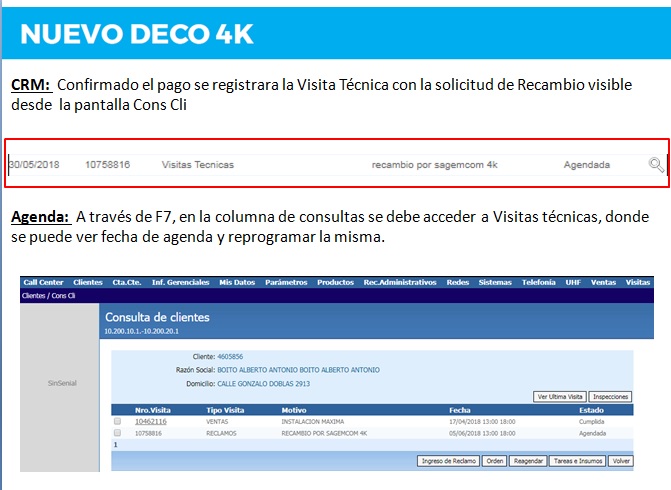 NUEVO DECO 4K
CRM: Confirmado el pago se registrara la Visita Técnica con la solicitud de Recambio visible
desde la pantalla Cons Cli
30/05/2018 10758816 Visitas Tecnicas recambio por sagemcom 4k Agendada
Agenda: A través de F7, en la columna de consultas se debe acceder a Visitas técnicas, donde
se puede ver fecha de agenda y reprogramar la misma.
Call Center Clientes Cta.Cte. Inf. Gerenciales Mis Datos Parámetros Productos Rec.Administrativos Redes Sistemas Telefonía UHF Ventas Visitas
Clientes / Cons Cli
Consulta de clientes
10.200.10.1.-10.200.20.1
SinSenial
Cliente: 4605856
Razón Social: BOITO ALBERTO ANTONIO BOITO ALBERTO ANTONIO
Domicilio: CALLE GONZALO DOBLAS 2913
Ver Ultima Visita Inspecciones
Nro.Visita Tipo Visita Motivo Fecha Estado
10462116 VENTAS INSTALACION MAXIMA 17/04/2018 13:00 18:00 Cumplida
10758816 RECLAMOS RECAMBIO POR SAGEMCOM 4K 05/06/2018 13:00 18:00 Agendada
1
Ingreso de Reclamo Orden Reagendar Tareas e Insumos Volver